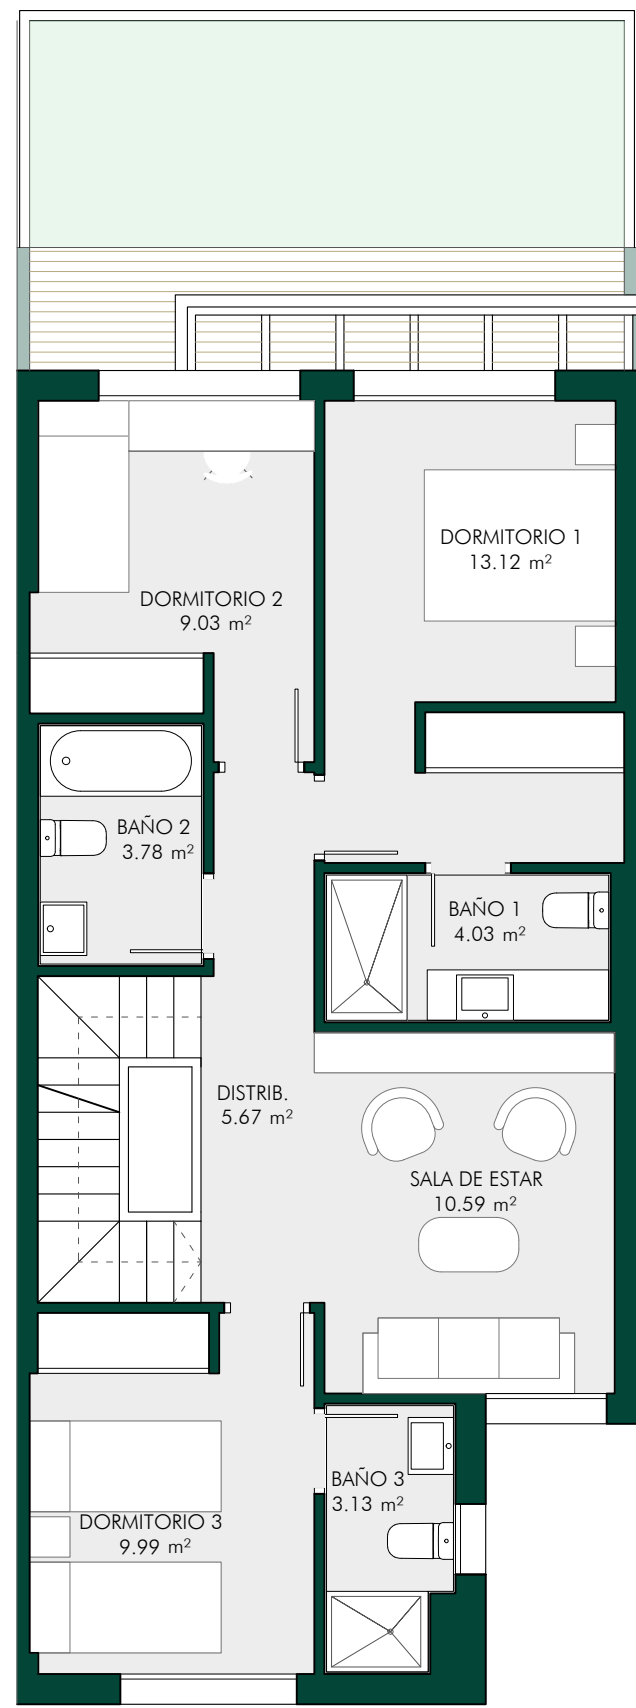 DORMITORIO 1
13.12 m²
DORMITORIO 2
9.03 m²
BAÑO 2
3.78 m²
BAÑO 1
4.03 m²
DISTRIB.
5.67 m²
SALA DE ESTAR
10.59 m²
BAÑO 3
3.13 m²
DORMITORIO 3
9.99 m²